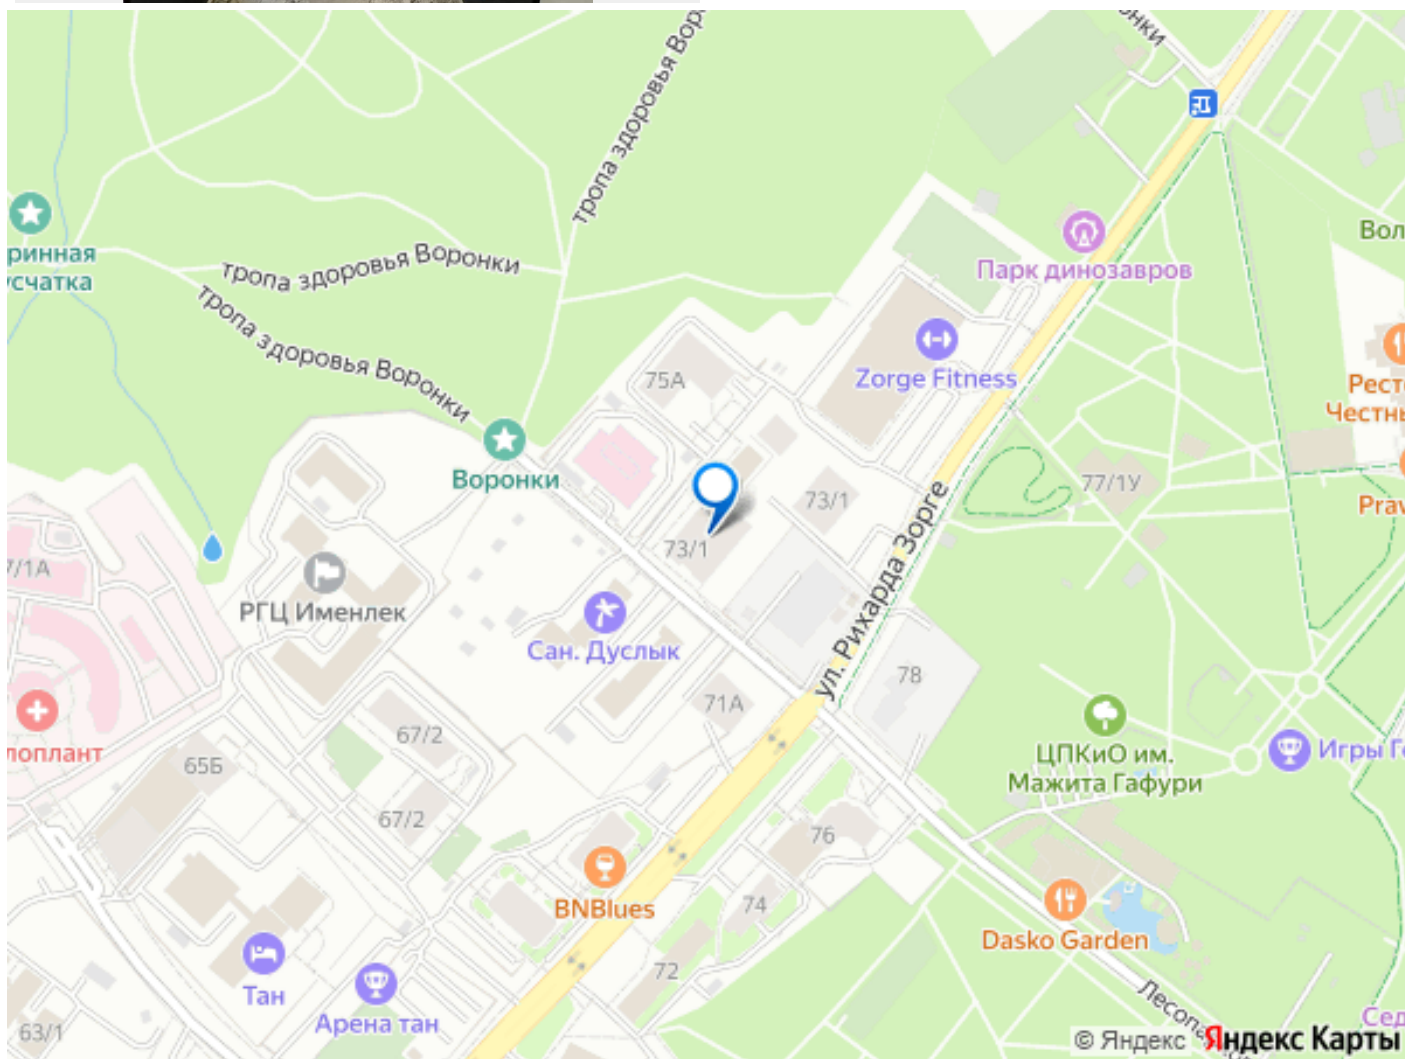 тропа здоровья
тропа здоровья Воронки
тропа здоровья Воронки
Воронки
Парк динозавров
Zorge Fitness
75А
73/1
73/1
77/1У
ул. Рихарда Зорге
РГЦ Именлек
Сан. Дуслык
71А
78
67/2
65Б
67/2
ЦПКиО им.
Мажита Гафури
76
BNBlues
74
72
Dasko Garden
Тан
Арена тан
63/1
© Яндекс Яндекс Карты